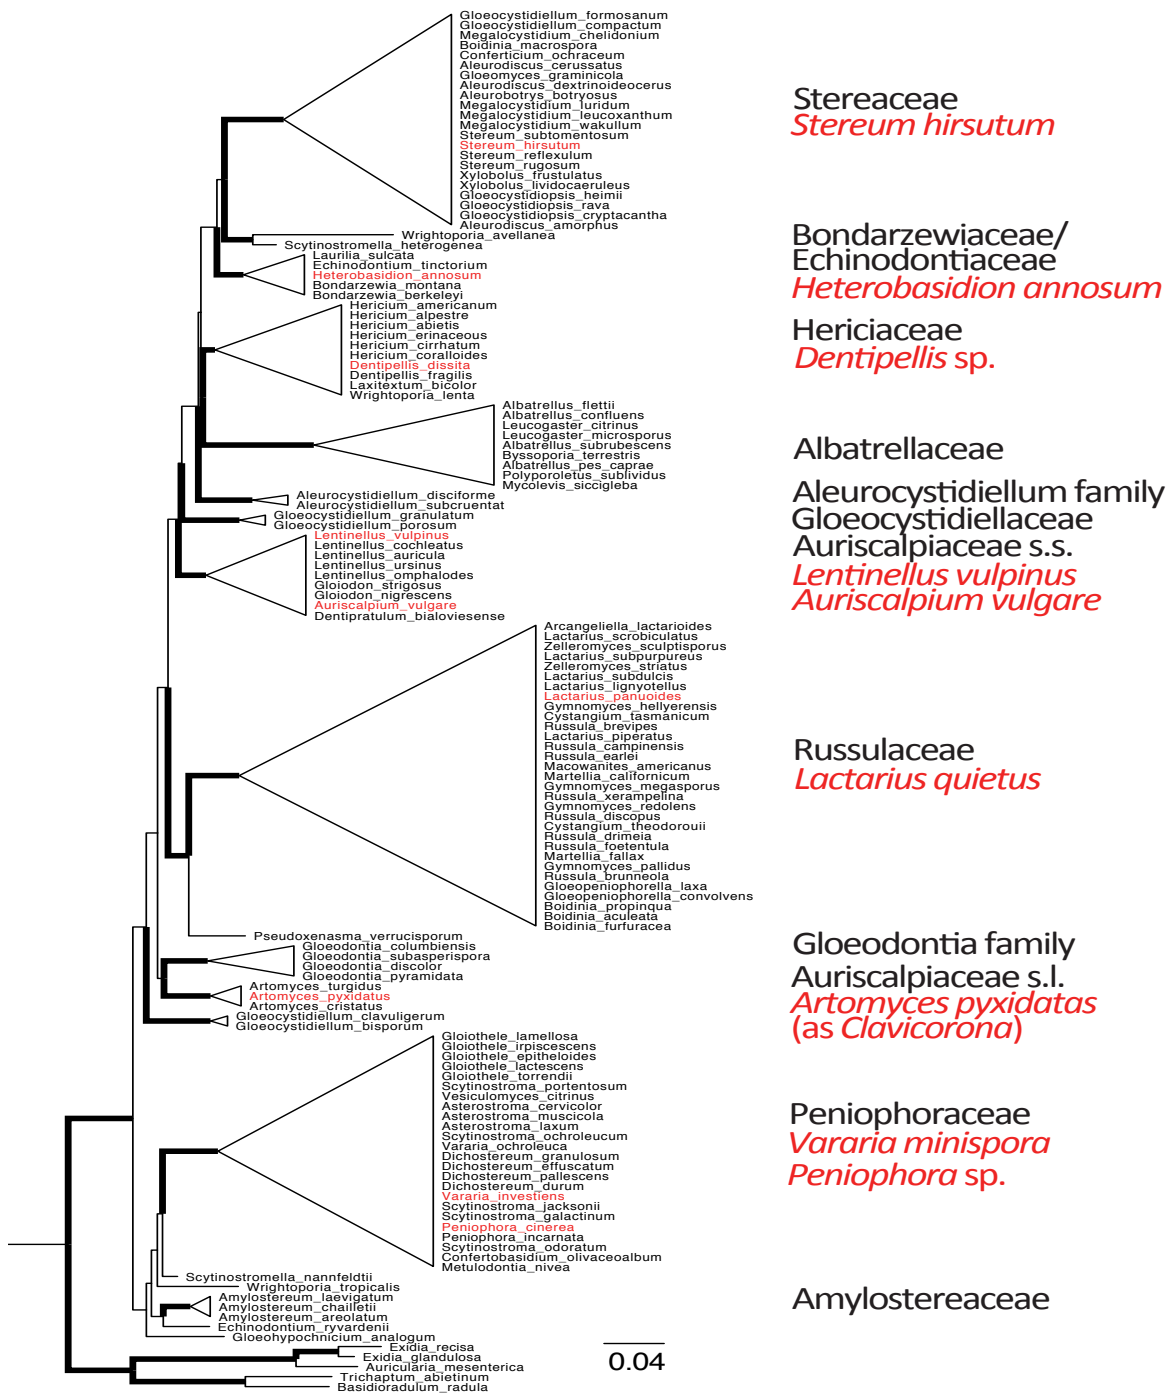 Gloeocystidiellum_formosanum
Gloeocystidiellum_compactum
Megalocystidium_chelidonium
Boidinia_macrospora
Conferticium_ochraceum
Aleurodiscus_cerussatus
Gloeomyces_graminicola
Aleurodiscus_dextrinoideocerus
Aleurobotrys_botryosus
Megalocystidium_luridum
Megalocystidium_leucoxanthum
Megalocystidium_wakullum
Stereum_subtomentosum
Stereum_hirsutum
Stereum_reflexulum
Stereum_rugosum
Xylobolus_frustulatus
Xylobolus_lividocaeruleus
Gloeocystidiopsis_heimii
Gloeocystidiopsis_rava
Gloeocystidiopsis_cryptacantha
Aleurodiscus_amorphus
Wrightoporia_avellanea
Scytinostromella_heterogenea
Laurilia_sulcata
Echinodontium_tinctorium
Heterobasidion_annosum
Bondarzewia_montana
Bondarzewia_berkeleyi
Hericium_americanum
Hericium_alpestre
Hericium_abietis
Hericium_erinaceous
Hericium_cirrhatum
Hericium_coralloides
Dentipellis_dissita
Dentipellis_fragilis
Laxitextum_bicolor
Wrightoporia_lenta
Albatrellus_flettii
Albatrellus_confluens
Leucogaster_citrinus
Leucogaster_microsporus
Albatrellus_subrubescens
Byssoporia_terrestris
Albatrellus_pes_caprae
Polyporoletus_sublividus
Mycolevis_siccigleba
Aleurocystidiellum_disciforme
Aleurocystidiellum_subcruentat
Gloeocystidiellum_granulatum
Gloeocystidiellum_porosum
Lentinellus_vulpinus
Lentinellus_cochleatus
Lentinellus_auricula
Lentinellus_ursinus
Lentinellus_omphalodes
Gloiodon_strigosus
Gloiodon_nigrescens
Auriscalpium_vulgare
Dentipratulum_bialoviesense
Arcangeliella_lactarioides
Lactarius_scrobiculatus
Zelleromyces_sculptisporus
Lactarius_subpurpureus
Zelleromyces_striatus
Lactarius_subdulcis
Lactarius_lignyotellus
Lactarius_panuoides
Gymnomyces_hellyerensis
Cystangium_tasmanicum
Russula_brevipes
Lactarius_piperatus
Russula_campinensis
Russula_earlei
Macowanites_americanus
Martellia_californicum
Gymnomyces_megasporus
Russula_xerampelina
Gymnomyces_redolens
Russula_discopus
Cystangium_theodorouii
Russula_drimeia
Russula_foetentula
Martellia_fallax
Gymnomyces_pallidus
Russula_brunneola
Gloeopeniophorella_laxa
Gloeopeniophorella_convolvens
Boidinia_propinqua
Boidinia_aculeata
Boidinia_furfuracea
Pseudoxenasma_verrucisporum
Gloeodontia_columbiensis
Gloeodontia_subasperispora
Gloeodontia_discolor
Gloeodontia_pyramidata
Artomyces_turgidus
Artomyces_pyxidatus
Artomyces_cristatus
Gloeocystidiellum_clavuligerum
Gloeocystidiellum_bisporum
Gloiothele_lamellosa
Gloiothele_irpiscescens
Gloiothele_epitheloides
Gloiothele_lactescens
Gloiothele_torrendii
Scytinostroma_portentosum
Vesiculomyces_citrinus
Asterostroma_cervicolor
Asterostroma_muscicola
Asterostroma_laxum
Scytinostroma_ochroleucum
Vararia_ochroleuca
Dichostereum_granulosum
Dichostereum_effuscatum
Dichostereum_pallescens
Dichostereum_durum
Vararia_investiens
Scytinostroma_jacksonii
Scytinostroma_galactinum
Peniophora_cinerea
Peniophora_incarnata
Scytinostroma_odoratum
Confertobasidium_olivaceoalbum
Metulodontia_nivea
Scytinostromella_nannfeldtii
Wrightoporia_tropicalis
Amylostereum_laevigatum
Amylostereum_chailletii
Amylostereum_areolatum
Echinodontium_ryvardenii
Gloeohypochnicium_analogum
Exidia_recisa
Exidia_glandulosa
Auricularia_mesenterica
Trichaptum_abietinum
Basidioradulum_radula
0.04
Stereaceae
Stereum hirsutum
Bondarzewiaceae/
Echinodontiaceae
Heterobasidion annosum
Hericiaceae
Dentipellis sp.
Albatrellaceae
Aleurocystidiellum family
Gloeocystidiellaceae
Auriscalpiaceae s.s.
Lentinellus vulpinus
Auriscalpium vulgare
Russulaceae
Lactarius quietus
Gloeodontia family
Auriscalpiaceae s.l.
Artomyces pyxidatas
(as Clavicorona)
Peniophoraceae
Vararia minispora
Peniophora sp.
Amylostereaceae